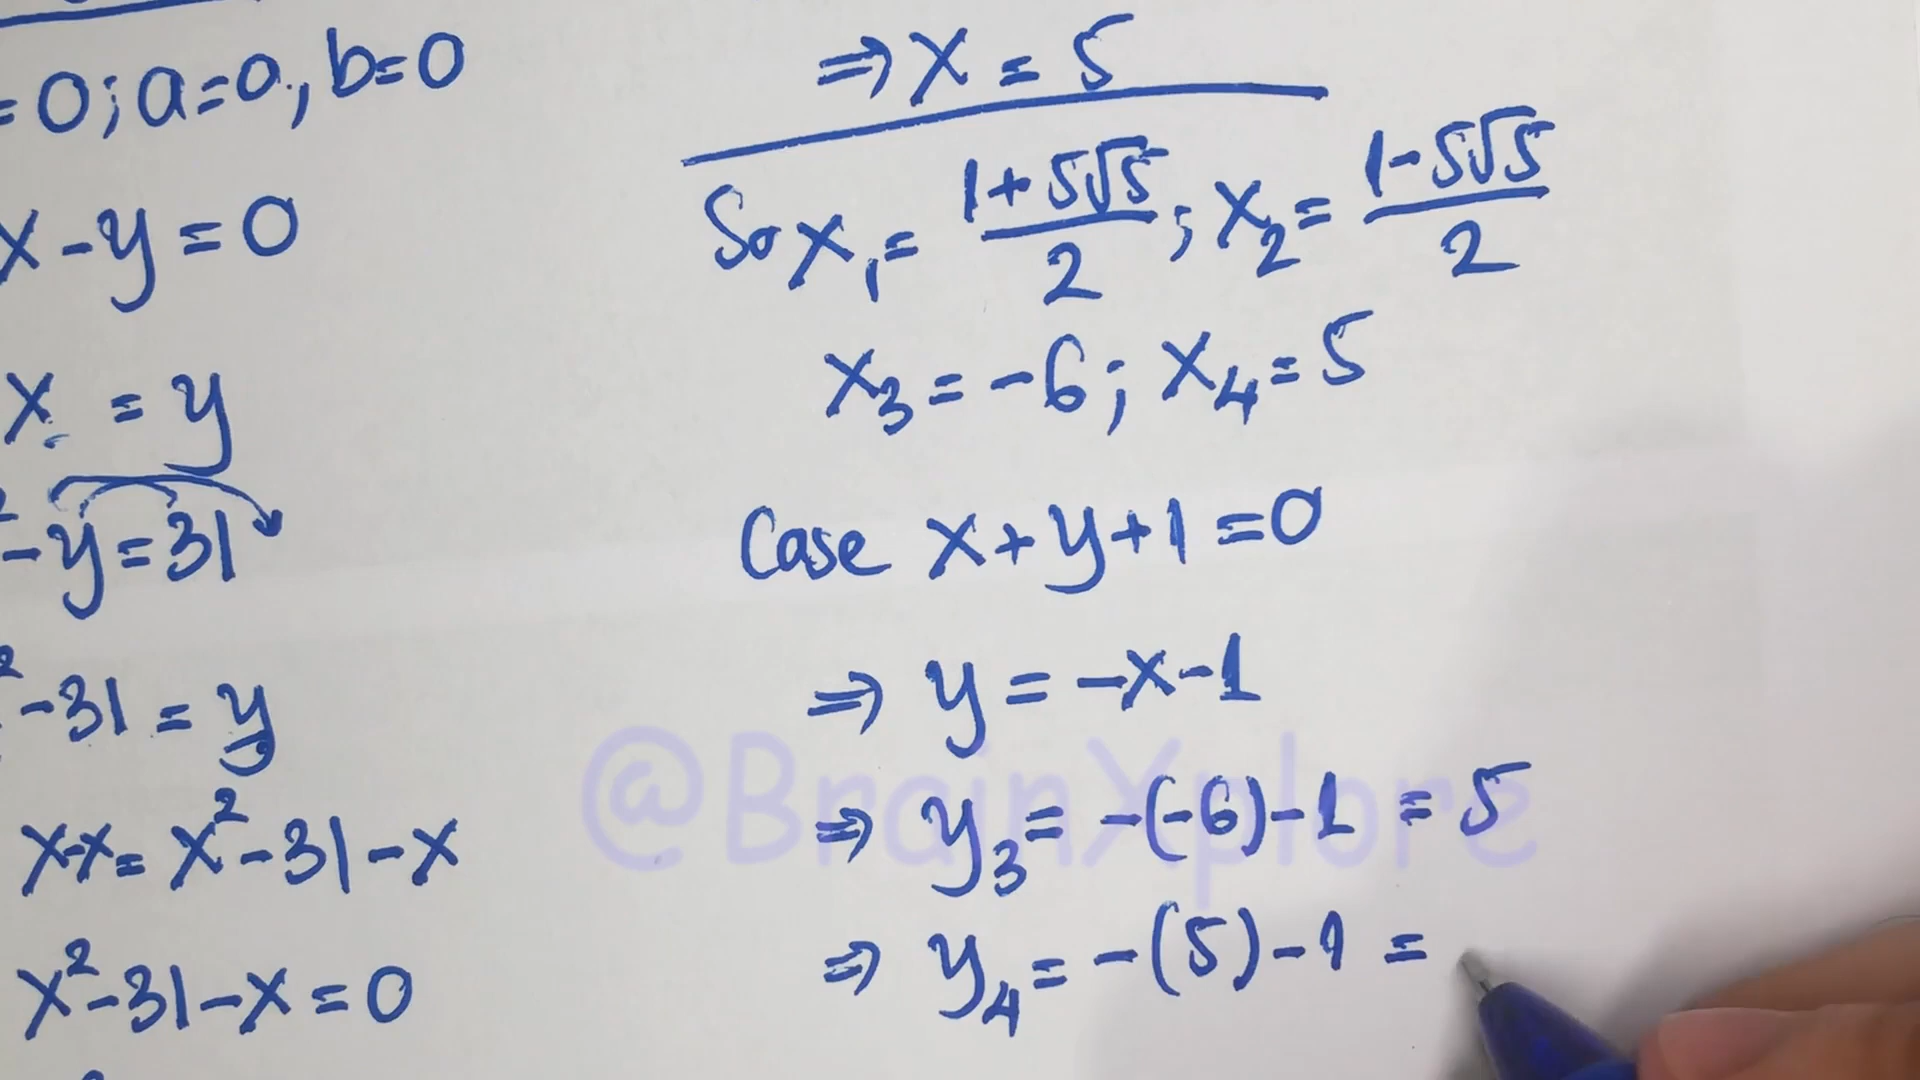 =0; a=0, b=0
x-y=0
x=y
²-y=31
²-31=y
x-x=x²-31-x
x²-31-x=0
⇒x=5
So x₁=(1+5√5)/2; x₂=(1-5√5)/2
x₃=-6; x₄=5
Case x+y+1=0
⇒ y=-x-1
@BrainXplore
⇒ y₃=-(-6)-1=5
⇒ y₄=-(5)-1=